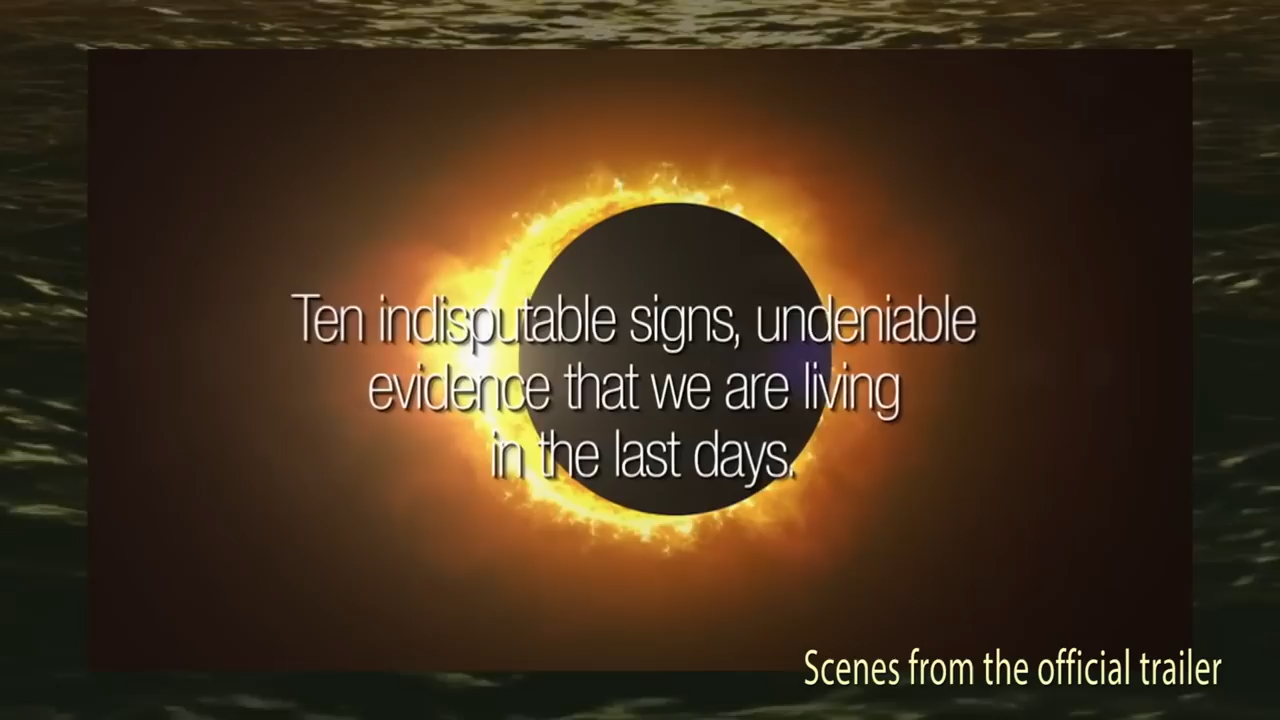 Ten indisputable signs, undeniable
evidence that we are living
in the last days.
Scenes from the official trailer